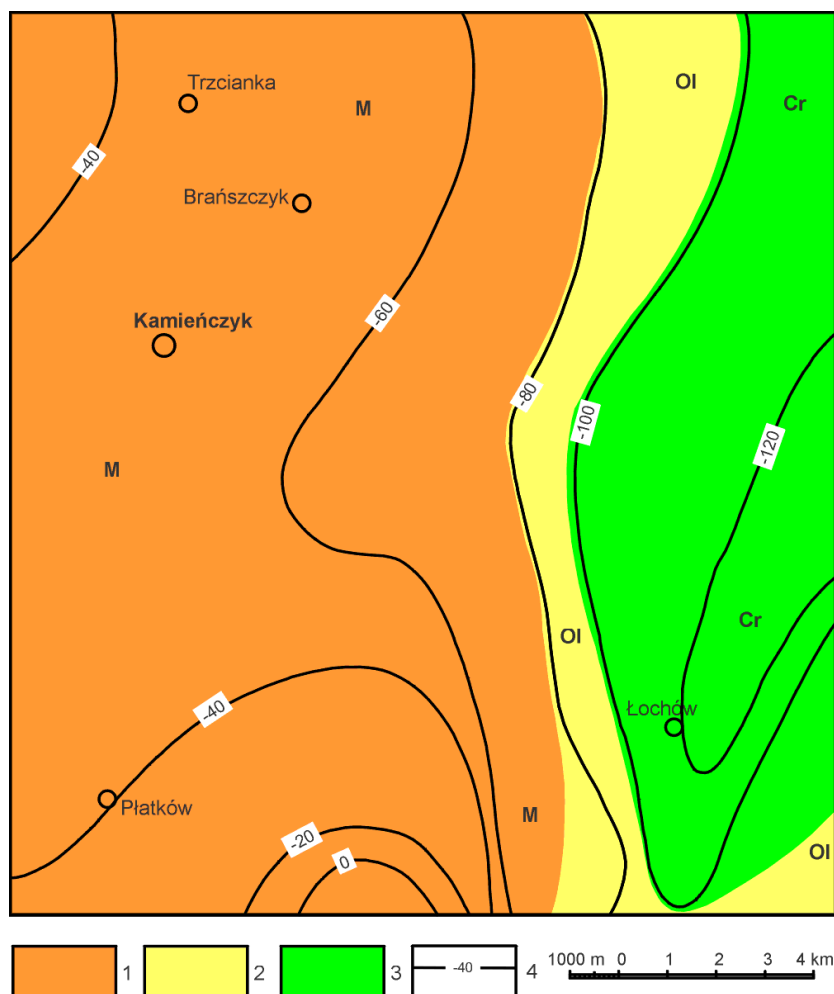 Trzcianka
Ol
M
Cr
-40
Brańszczyk
-60
Kamieńczyk
-80
-100
-120
M
Cr
Ol
Łochów
-40
Płatków
M
-20
Ol
0
1
2
3
-40
4
1000 m 0 1 2 3 4 km